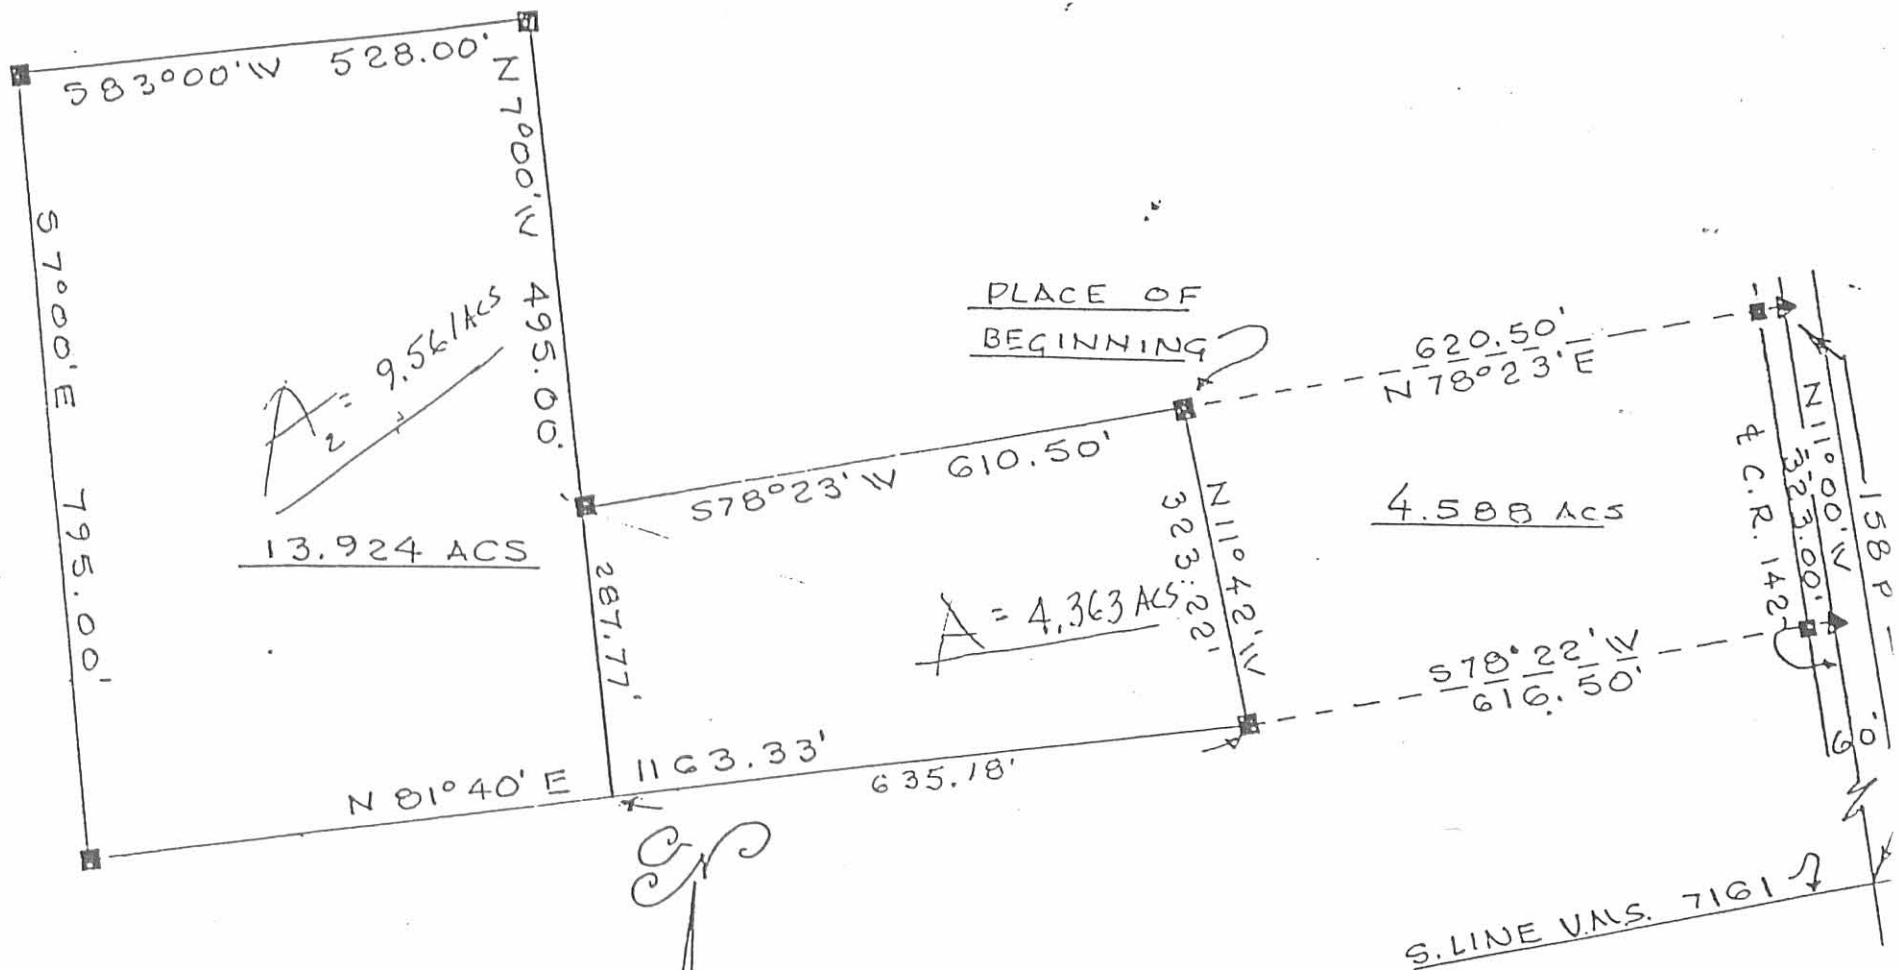 S83°00'W 528.00'
N7°00'W 495.00'
S7°00'E 795.00'
A2 = 9.561 ACS
13.924 ACS
PLACE OF
BEGINNING
620.50'
N78°23'E
S78°23'W 610.50'
N11°42'W
323.22'
4.588 ACS
N11°00'W
323.00'
¢ C.R. 142
158 P
60'
287.77'
A = 4.363 ACS
S78°22'W
616.50'
N 81°40'E 1163.33'
635.18'
N
S. LINE V.M.S. 7161